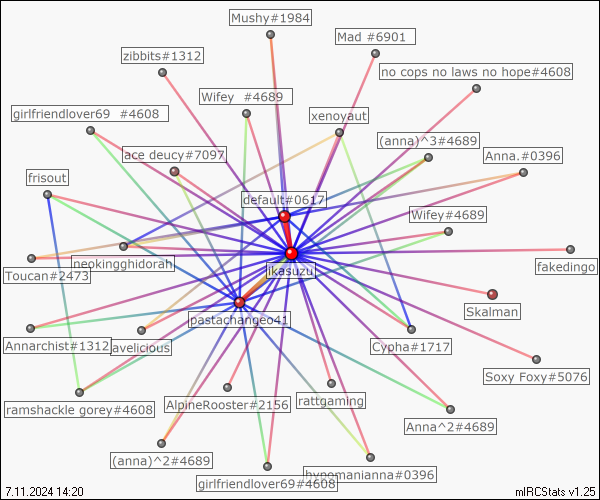 Mushy#1984
Mad #6901
zibbits#1312
no cops no laws no hope#4608
Wifey #4689
girlfriendlover69 #4608
xenoyaut
(anna)^3#4689
ace deucy#7097
Anna.#0396
frisout
default#0617
Wifey#4689
neokingghidorah
Toucan#2473
jkasuzu
fakedingo
Skalman
pastachangeo41
Annarchist#1312
avelicious
Cypha#1717
Soxy Foxy#5076
AlpineRooster#2156
rattgaming
ramshackle gorey#4608
Anna^2#4689
(anna)^2#4689
hypomanianna#0396
girlfriendlover69#4608
7.11.2024 14:20
mIRCStats v1.25